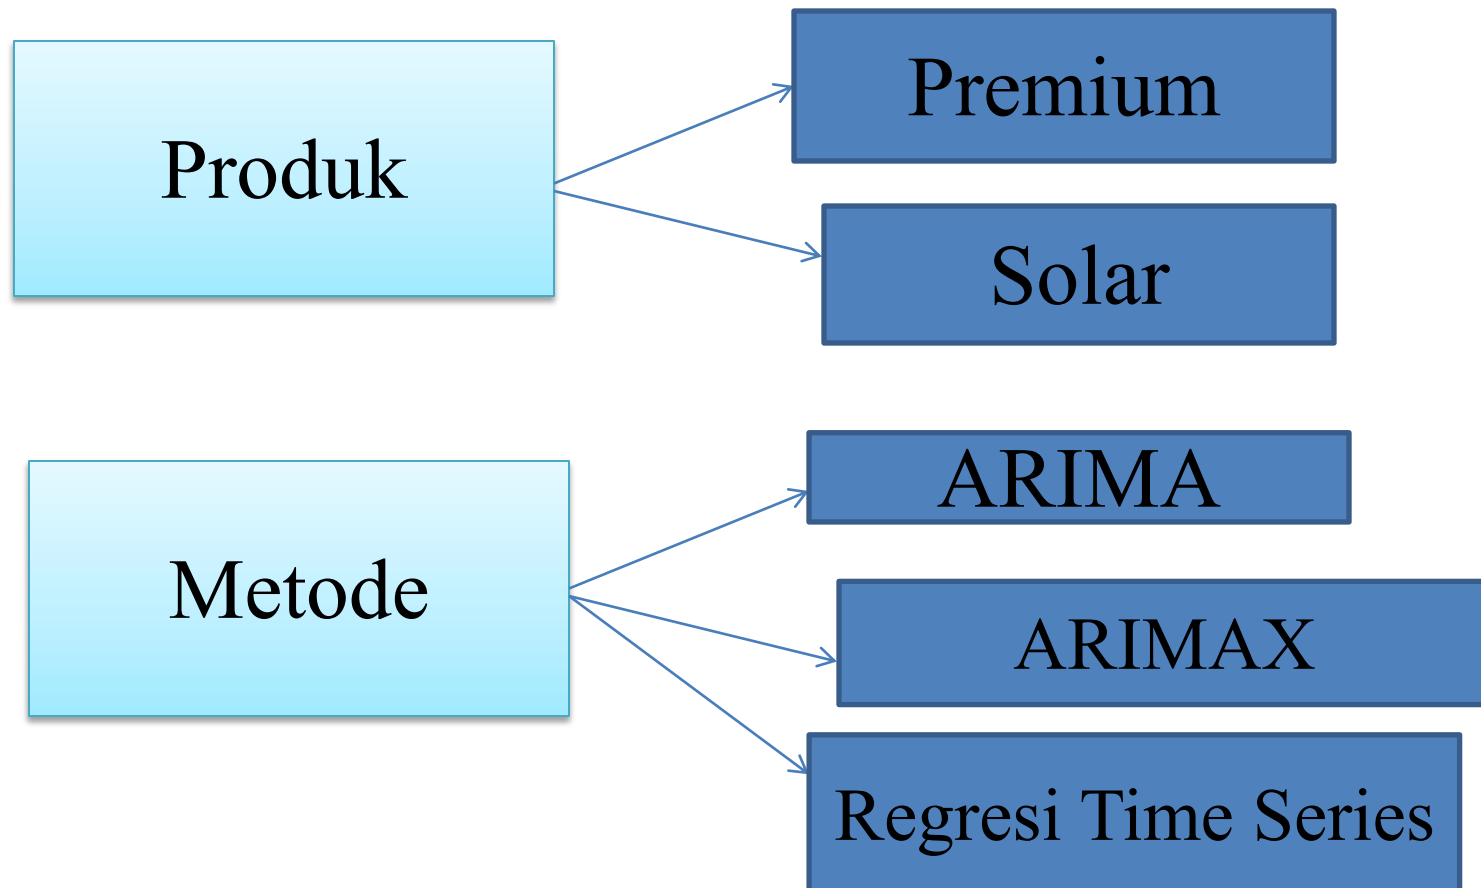 Produk
Premium
Solar
Metode
ARIMA
ARIMAX
Regresi Time Series